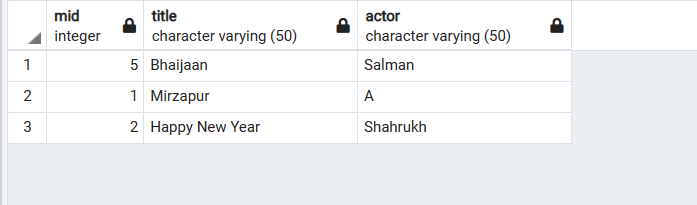 mid title actor
integer character varying (50) character varying (50)
1 5 Bhaijaan Salman
2 1 Mirzapur A
3 2 Happy New Year Shahrukh